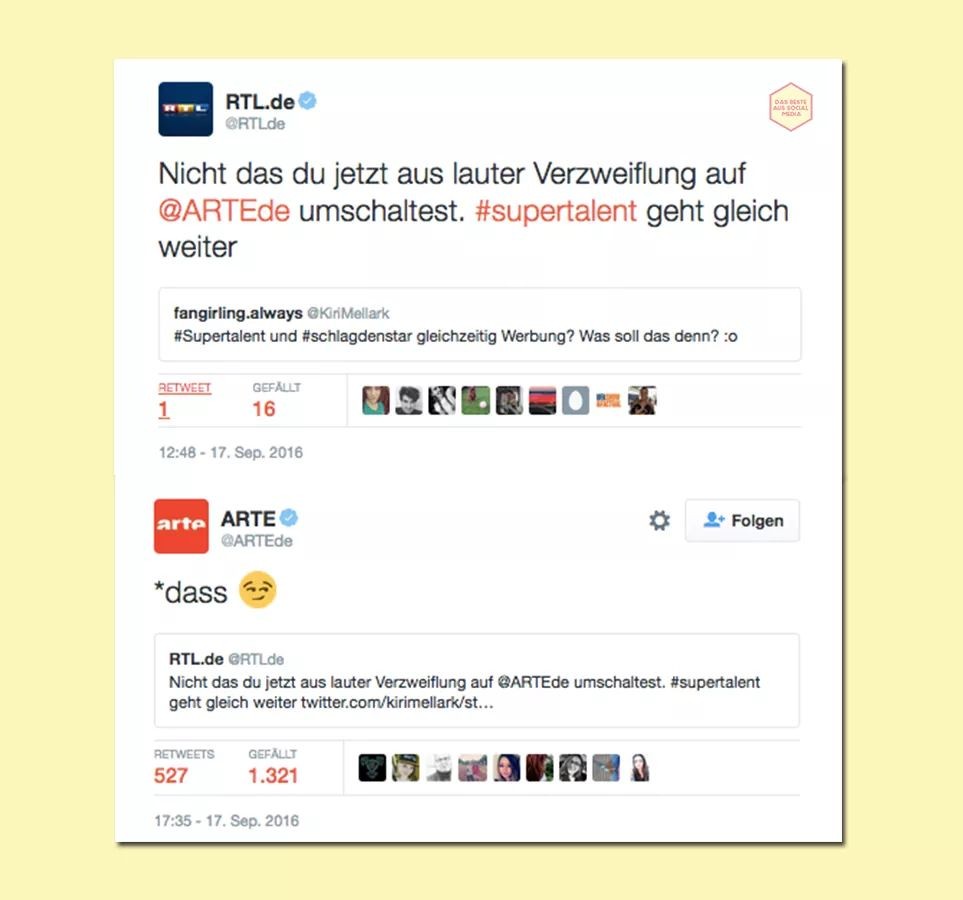 RTL
RTL.de
@RTLde
DAS BESTE
AUS SOCIAL
MEDIA
Nicht das du jetzt aus lauter Verzweiflung auf
@ARTEde umschaltest. #supertalent geht gleich
weiter
fangirling.always @KiriMellark
#Supertalent und #schlagdenstar gleichzeitig Werbung? Was soll das denn? :o
RETWEET GEFÄLLT
1 16
12:48 - 17. Sep. 2016
arte
ARTE
@ARTEde
Folgen
*dass 😏
RTL.de @RTLde
Nicht das du jetzt aus lauter Verzweiflung auf @ARTEde umschaltest. #supertalent
geht gleich weiter twitter.com/kirimellark/st…
RETWEETS GEFÄLLT
527 1.321
17:35 - 17. Sep. 2016